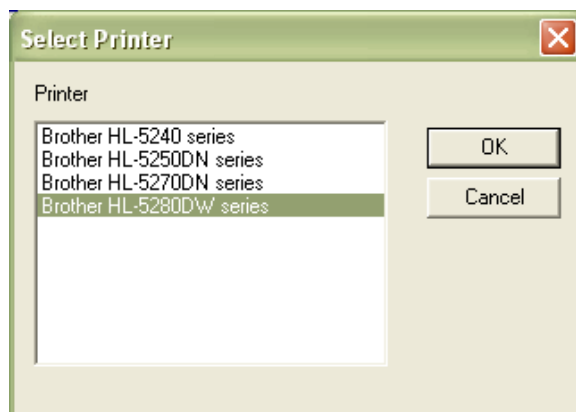 Select Printer
Printer
Brother HL-5240 series
Brother HL-5250DN series
Brother HL-5270DN series
Brother HL-5280DW series
OK
Cancel